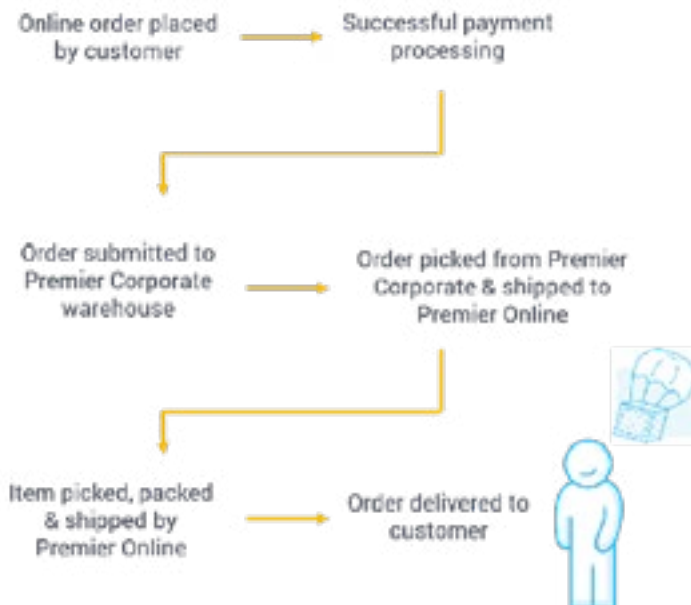 Online order placed
by customer
Successful payment
processing
Order submitted to
Premier Corporate
warehouse
Order picked from Premier
Corporate & shipped to
Premier Online
Item picked, packed
& shipped by
Premier Online
Order delivered to
customer